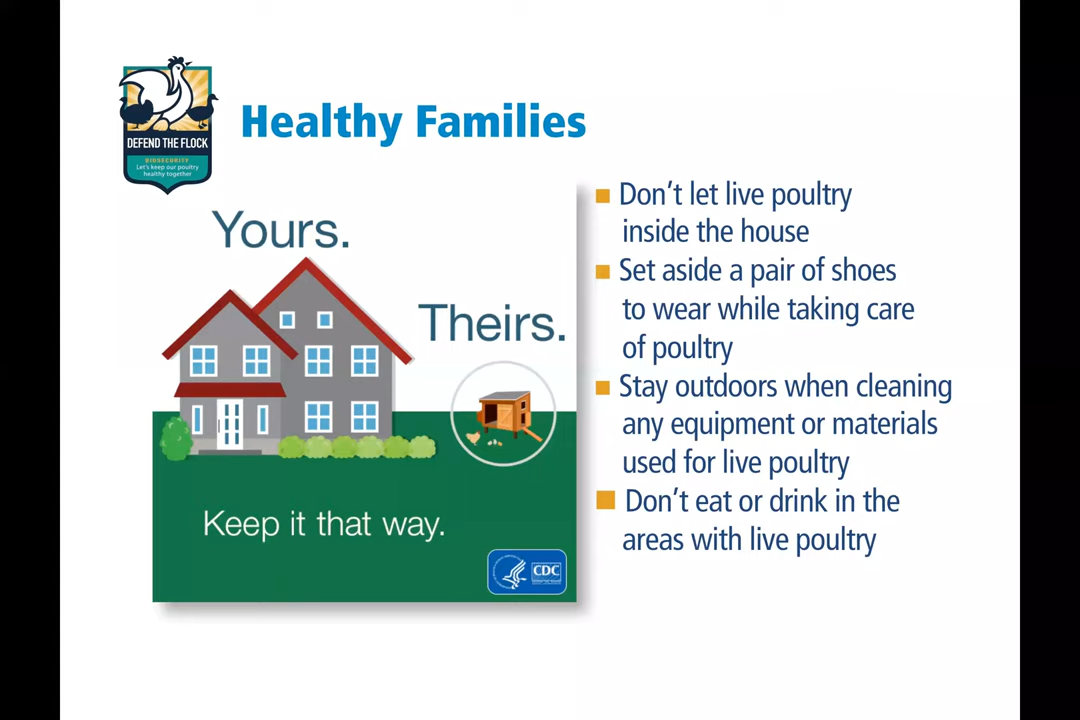 DEFEND THE FLOCK
BIOSECURITY
Let's keep our poultry
healthy together
Healthy Families
Yours.
Theirs.
Keep it that way.
CDC
Don't let live poultry
inside the house
Set aside a pair of shoes
to wear while taking care
of poultry
Stay outdoors when cleaning
any equipment or materials
used for live poultry
Don't eat or drink in the
areas with live poultry